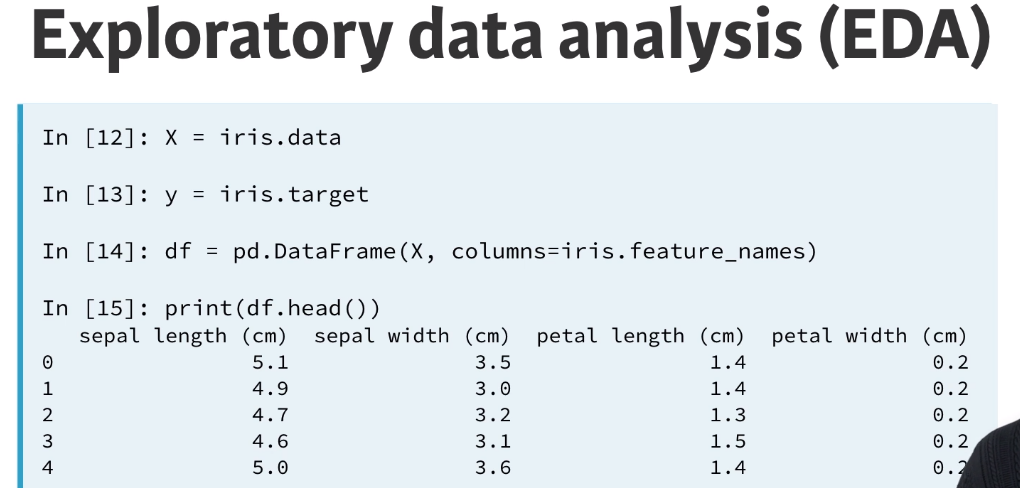 Exploratory data analysis (EDA)
In [12]: X = iris.data
In [13]: y = iris.target
In [14]: df = pd.DataFrame(X, columns=iris.feature_names)
In [15]: print(df.head())
sepal length (cm)  sepal width (cm)  petal length (cm)  petal width (cm)
0 5.1 3.5 1.4 0.2
1 4.9 3.0 1.4 0.2
2 4.7 3.2 1.3 0.2
3 4.6 3.1 1.5 0.2
4 5.0 3.6 1.4 0.2